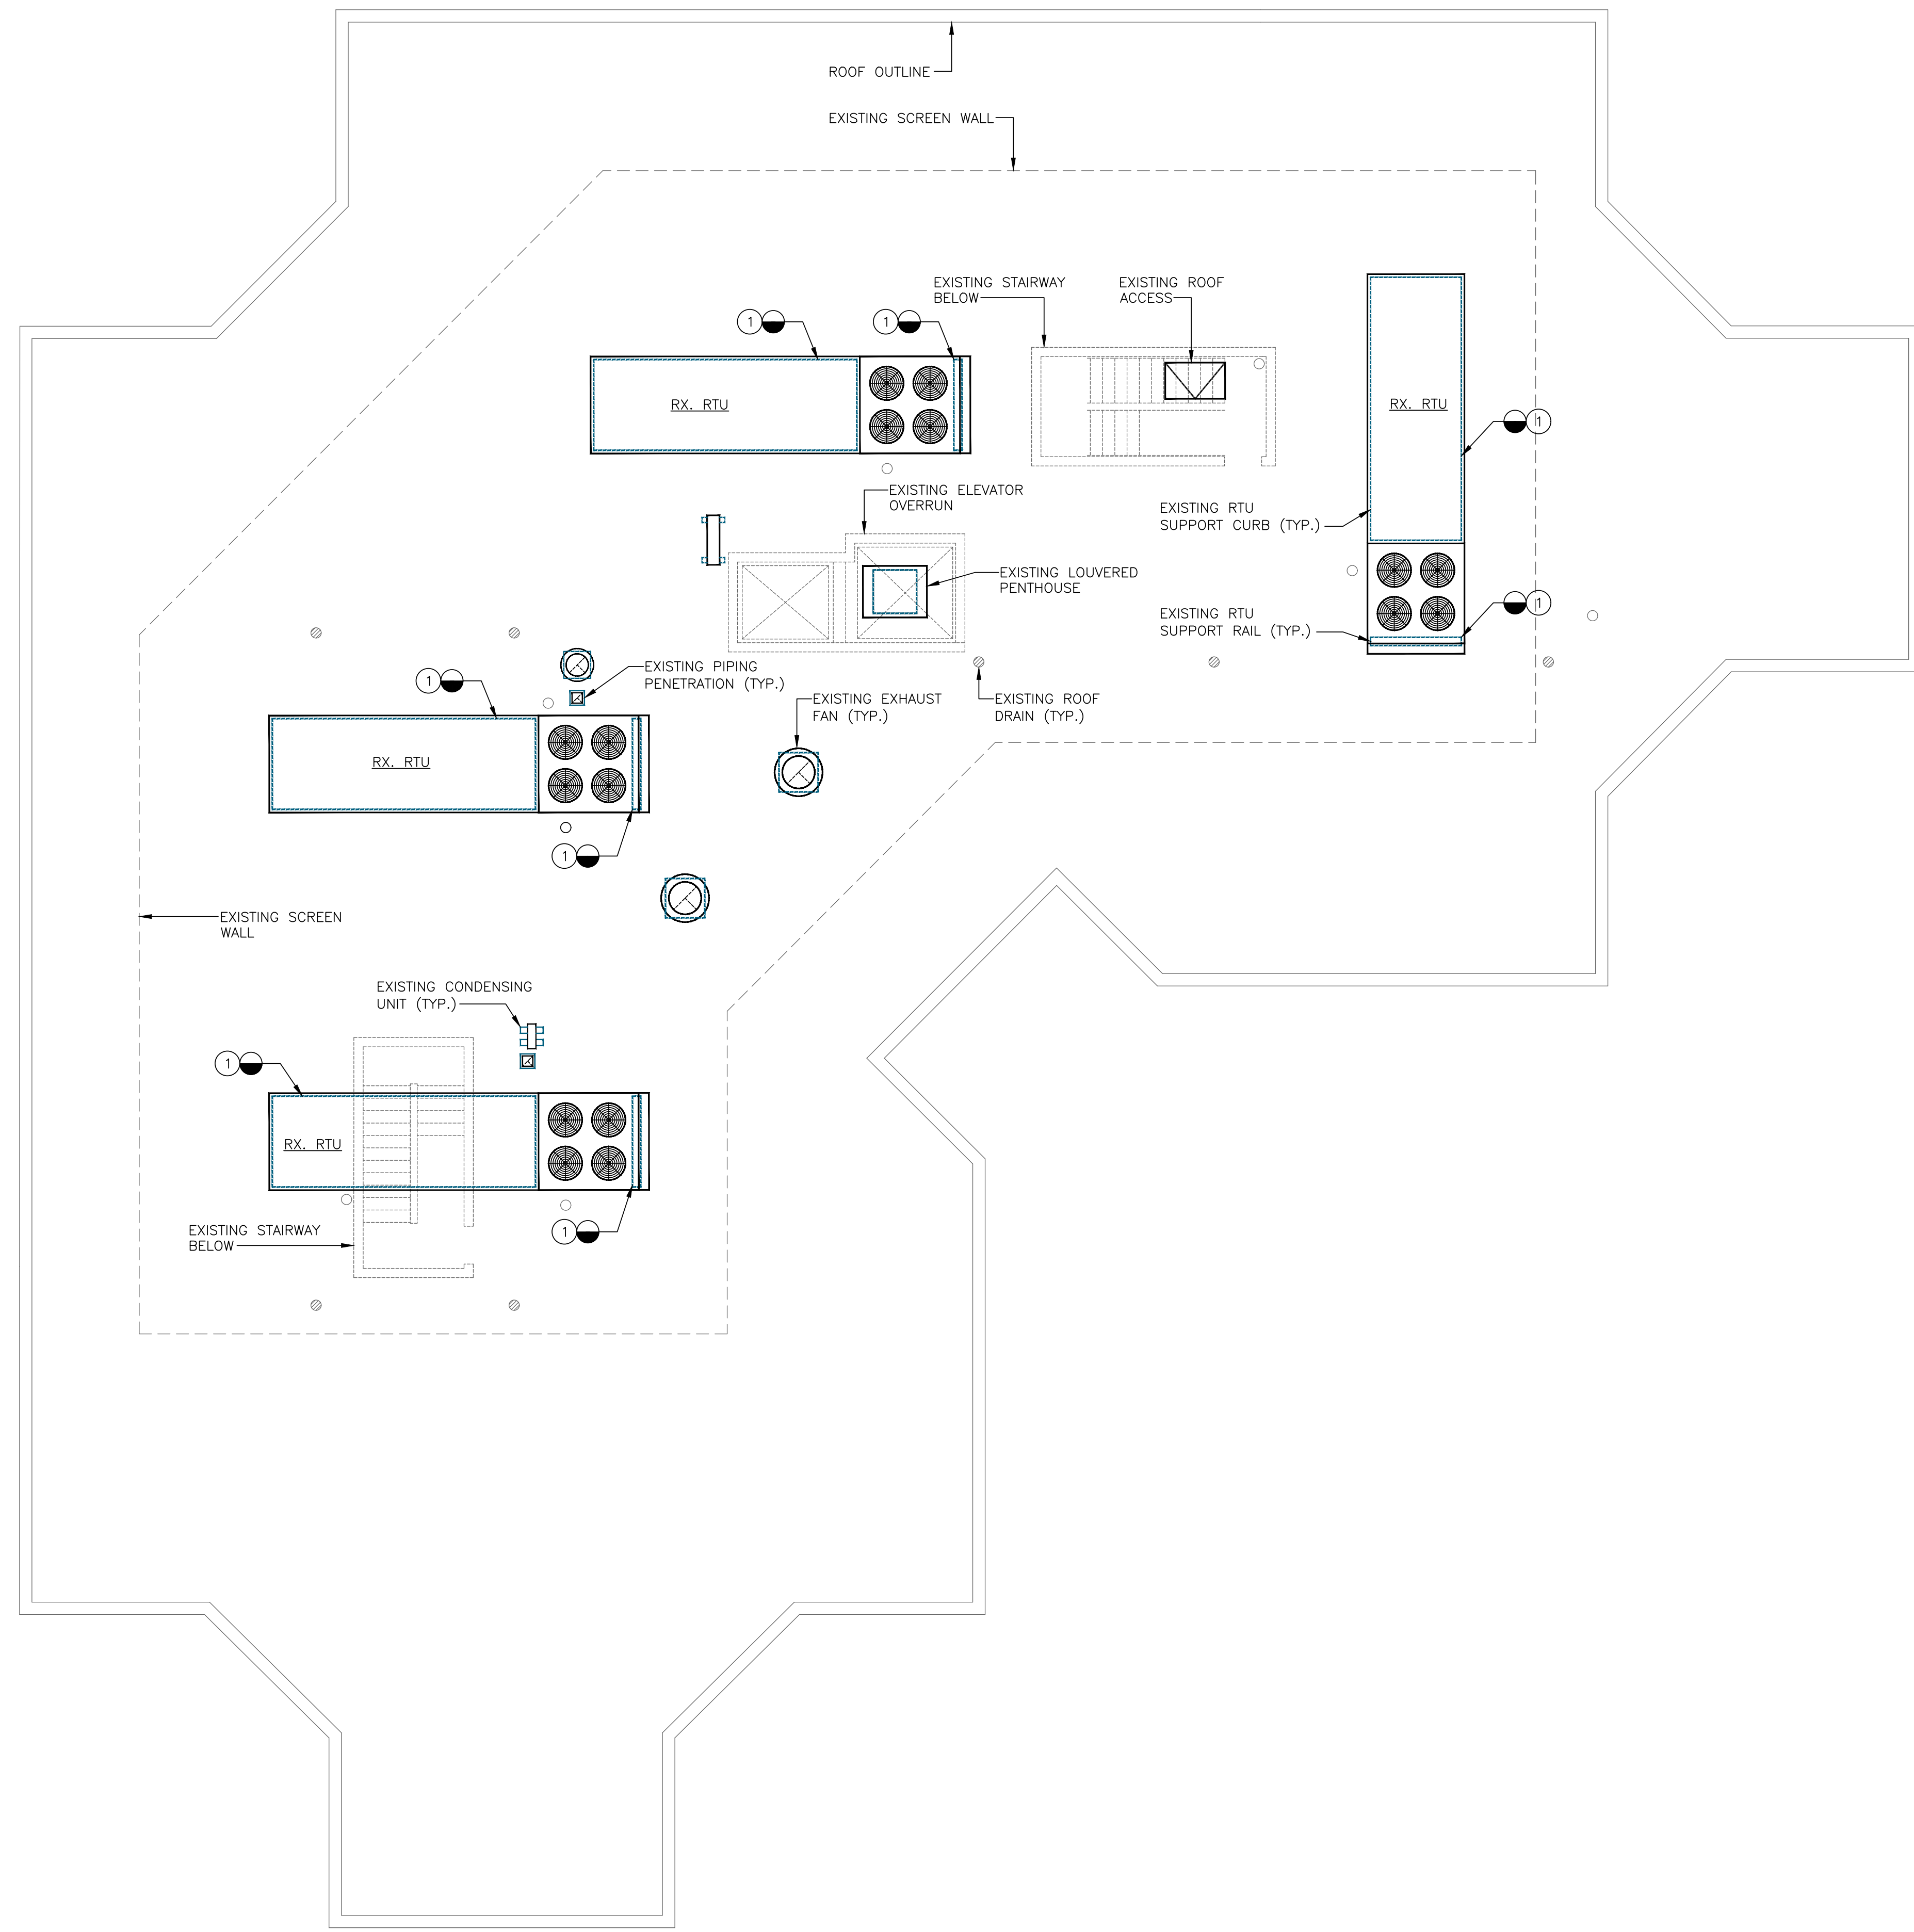 ROOF OUTLINE
EXISTING SCREEN WALL
EXISTING STAIRWAY
BELOW
EXISTING ROOF
ACCESS
1
1
RX. RTU
RX. RTU
1
EXISTING ELEVATOR
OVERRUN
EXISTING RTU
SUPPORT CURB (TYP.)
EXISTING LOUVERED
PENTHOUSE
1
EXISTING RTU
SUPPORT RAIL (TYP.)
EXISTING PIPING
PENETRATION (TYP.)
1
EXISTING EXHAUST
FAN (TYP.)
EXISTING ROOF
DRAIN (TYP.)
RX. RTU
1
EXISTING SCREEN
WALL
EXISTING CONDENSING
UNIT (TYP.)
1
RX. RTU
EXISTING STAIRWAY
BELOW
1